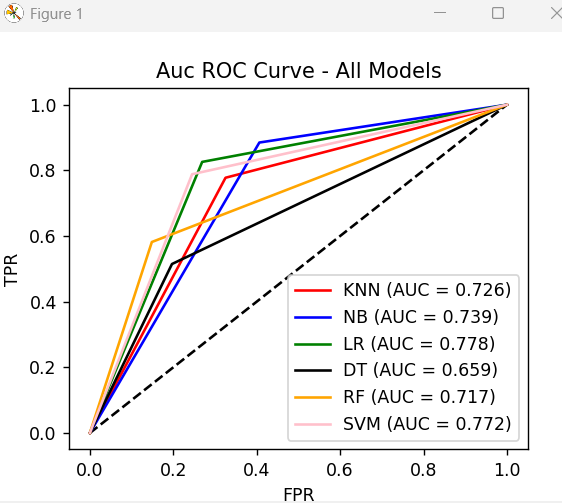 Figure 1
Auc ROC Curve - All Models
1.0
0.8
0.6
0.4
0.2
0.0
TPR
KNN (AUC = 0.726)
NB (AUC = 0.739)
LR (AUC = 0.778)
DT (AUC = 0.659)
RF (AUC = 0.717)
SVM (AUC = 0.772)
0.0 0.2 0.4 0.6 0.8 1.0
FPR